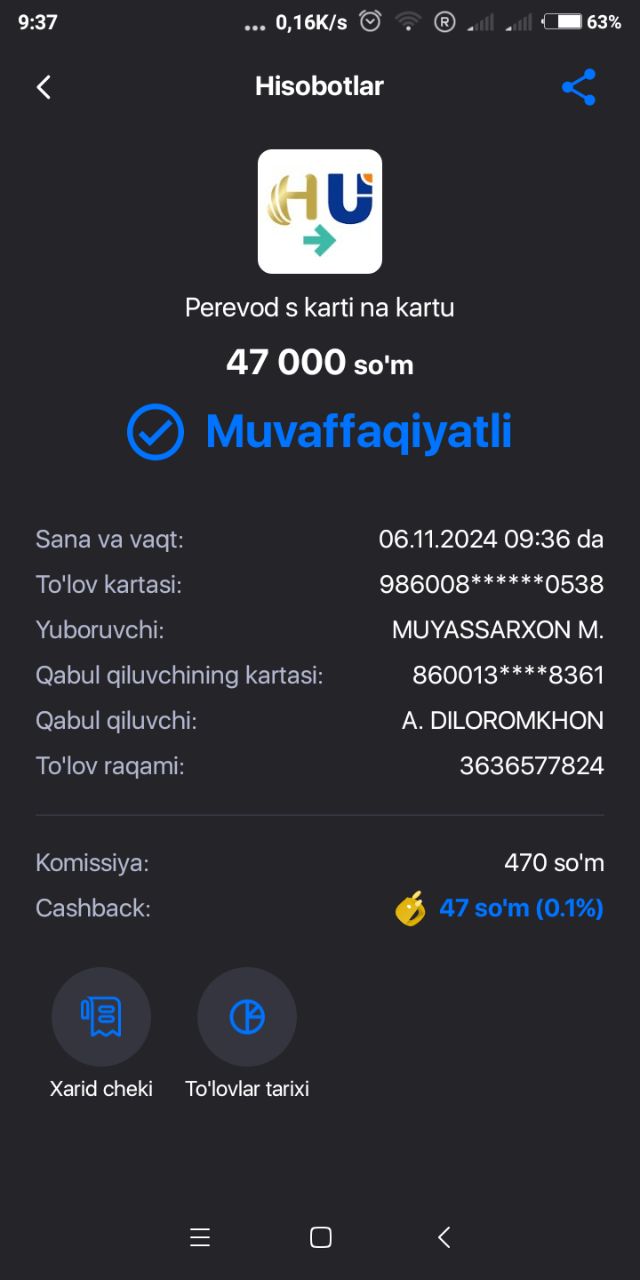 9:37 ... 0,16K/s R 63%
Hisobotlar
HU
Perevod s karti na kartu
47 000 so'm
Muvaffaqiyatli
Sana va vaqt: 06.11.2024 09:36 da
To'lov kartasi: 986008******0538
Yuboruvchi: MUYASSARXON M.
Qabul qiluvchining kartasi: 860013****8361
Qabul qiluvchi: A. DILOROMKHON
To'lov raqami: 3636577824
Komissiya: 470 so'm
Cashback: 47 so'm (0.1%)
Xarid cheki To'lovlar tarixi